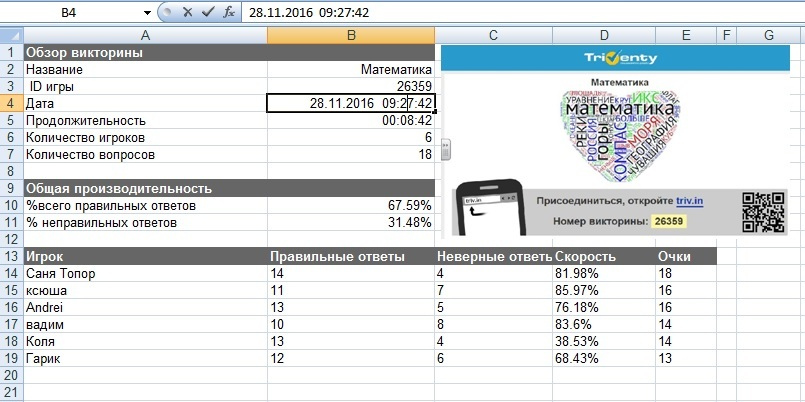 B4 28.11.2016 09:27:42
A B C D E F G
1 Обзор викторины
2 Название Математика
3 ID игры 26359
4 Дата 28.11.2016 09:27:42
5 Продолжительность 00:08:42
6 Количество игроков 6
7 Количество вопросов 18
8
9 Общая производительность
10 %всего правильных ответов 67.59%
11 % неправильных ответов 31.48%
12
TriVenty
Математика
УРАВНЕНИЕ КРУГ ИКС
математика
РЕКИ РОССИЯ горы КОМПАС БОЛЬШЕ МОРЯ ГЕОГРАФИЯ ЧУВАШИЯ
triv.in
Присоединиться, откройте triv.in
Номер викторины: 26359
13 Игрок Правильные ответы Неверные ответь Скорость Очки
14 Саня Топор 14 4 81.98% 18
15 ксюша 11 7 85.97% 16
16 Andrei 13 5 76.18% 16
17 вадим 10 8 83.6% 14
18 Коля 13 4 38.53% 14
19 Гарик 12 6 68.43% 13
20
21